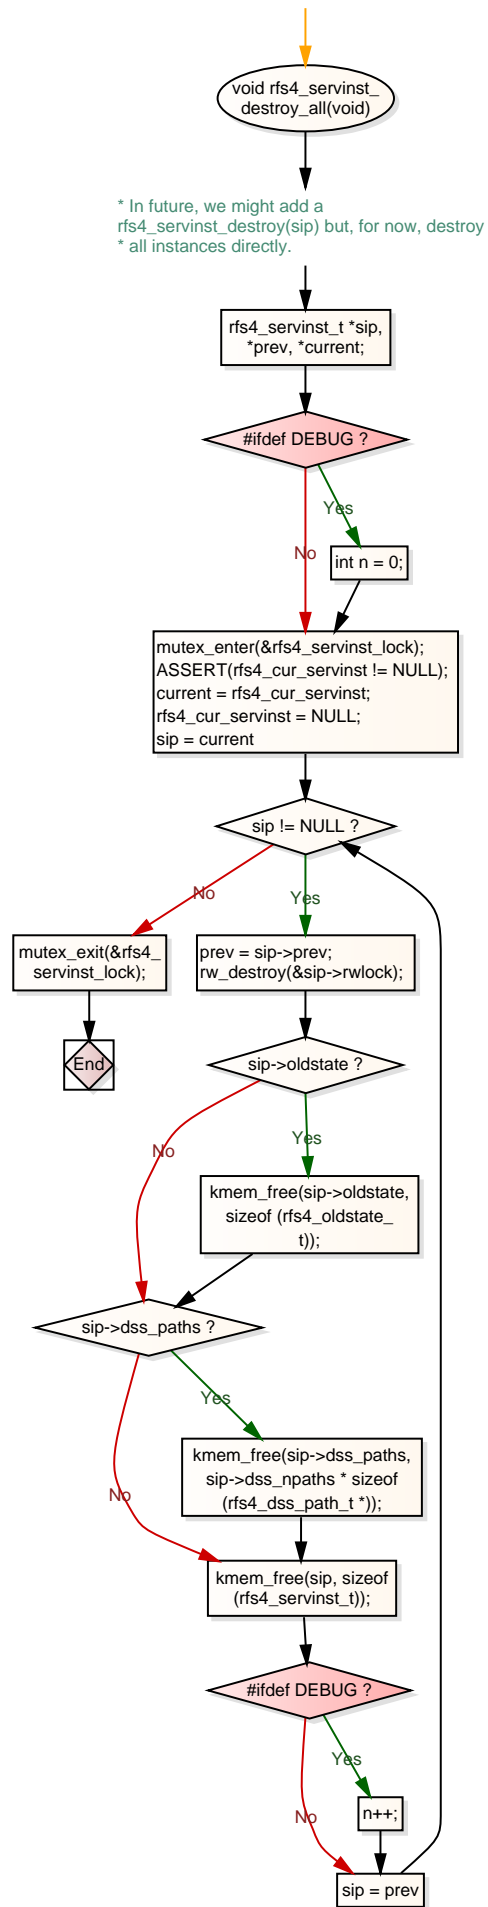 void rfs4_servinst_
destroy_all(void)
* In future, we might add a
rfs4_servinst_destroy(sip) but, for now, destroy
* all instances directly.
rfs4_servinst_t *sip,
*prev, *current;
#ifdef DEBUG ?
Yes
No
int n = 0;
mutex_enter(&rfs4_servinst_lock);
ASSERT(rfs4_cur_servinst != NULL);
current = rfs4_cur_servinst;
rfs4_cur_servinst = NULL;
sip = current
sip != NULL ?
No
Yes
mutex_exit(&rfs4_
servinst_lock);
prev = sip->prev;
rw_destroy(&sip->rwlock);
End
sip->oldstate ?
Yes
No
kmem_free(sip->oldstate,
sizeof (rfs4_oldstate_
t));
sip->dss_paths ?
Yes
kmem_free(sip->dss_paths,
sip->dss_npaths * sizeof
(rfs4_dss_path_t *));
No
kmem_free(sip, sizeof
(rfs4_servinst_t));
#ifdef DEBUG ?
Yes
No
n++;
sip = prev